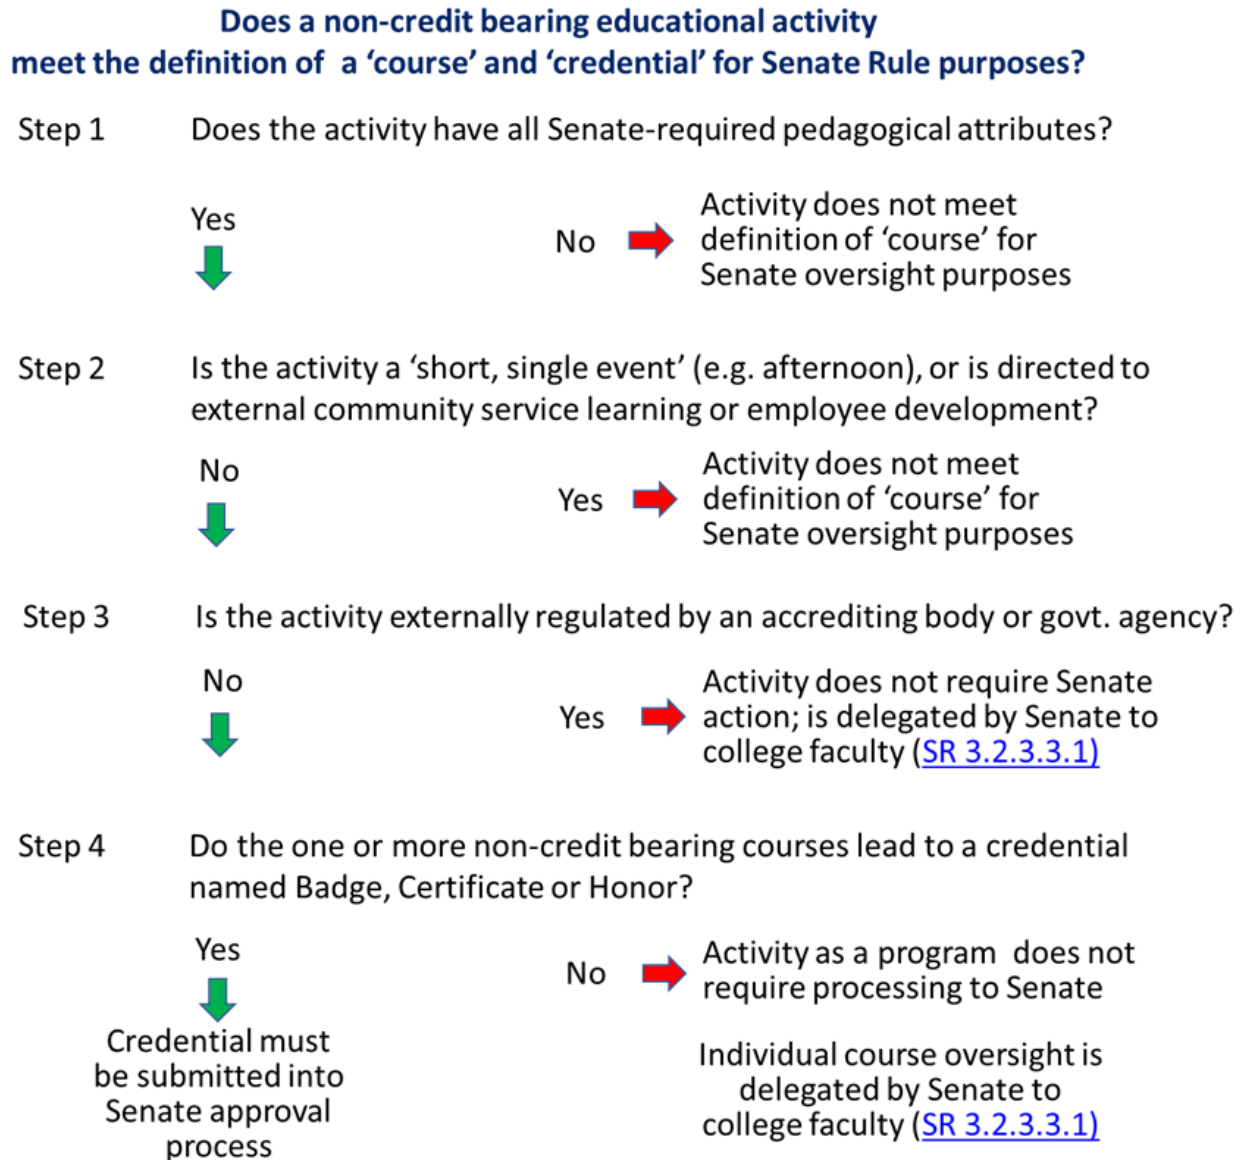 Does a non-credit bearing educational activity
meet the definition of a ‘course’ and ‘credential’ for Senate Rule purposes?
Step 1 Does the activity have all Senate-required pedagogical attributes?
Yes
No
Activity does not meet
definition of ‘course’ for
Senate oversight purposes
Step 2 Is the activity a ‘short, single event’ (e.g. afternoon), or is directed to
external community service learning or employee development?
No
Yes
Activity does not meet
definition of ‘course’ for
Senate oversight purposes
Step 3 Is the activity externally regulated by an accrediting body or govt. agency?
No
Yes
Activity does not require Senate
action; is delegated by Senate to
college faculty (SR 3.2.3.3.1)
Step 4 Do the one or more non-credit bearing courses lead to a credential
named Badge, Certificate or Honor?
Yes
Credential must
be submitted into
Senate approval
process
No
Activity as a program does not
require processing to Senate
Individual course oversight is
delegated by Senate to
college faculty (SR 3.2.3.3.1)